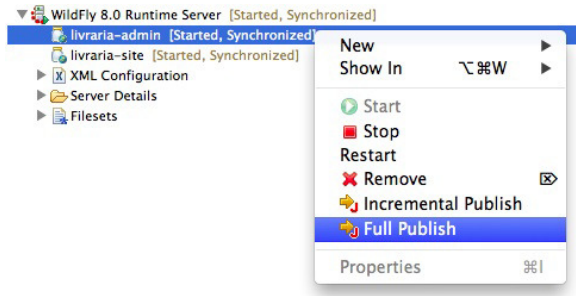 WildFly 8.0 Runtime Server [Started, Synchronized]
livraria-admin [Started, Synchronized]
livraria-site [Started, Synchronized]
XML Configuration
Server Details
Filesets
New
Show In ⌥⌘W
Start
Stop
Restart
Remove ⌦
Incremental Publish
Full Publish
Properties ⌘I